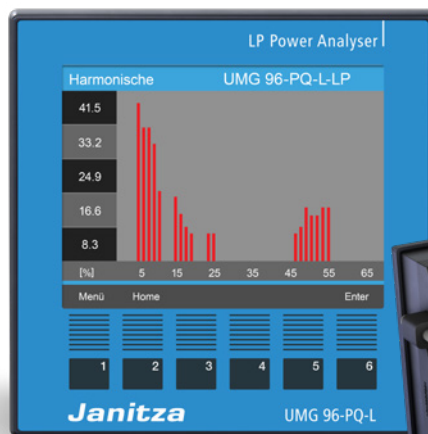 LP Power Analyser
Harmonische UMG 96-PQ-L-LP
41.5
33.2
24.9
16.6
8.3
[%] 5 15 25 35 45 55 65
Menü Home Enter
1 2 3 4 5 6
Janitza UMG 96-PQ-L